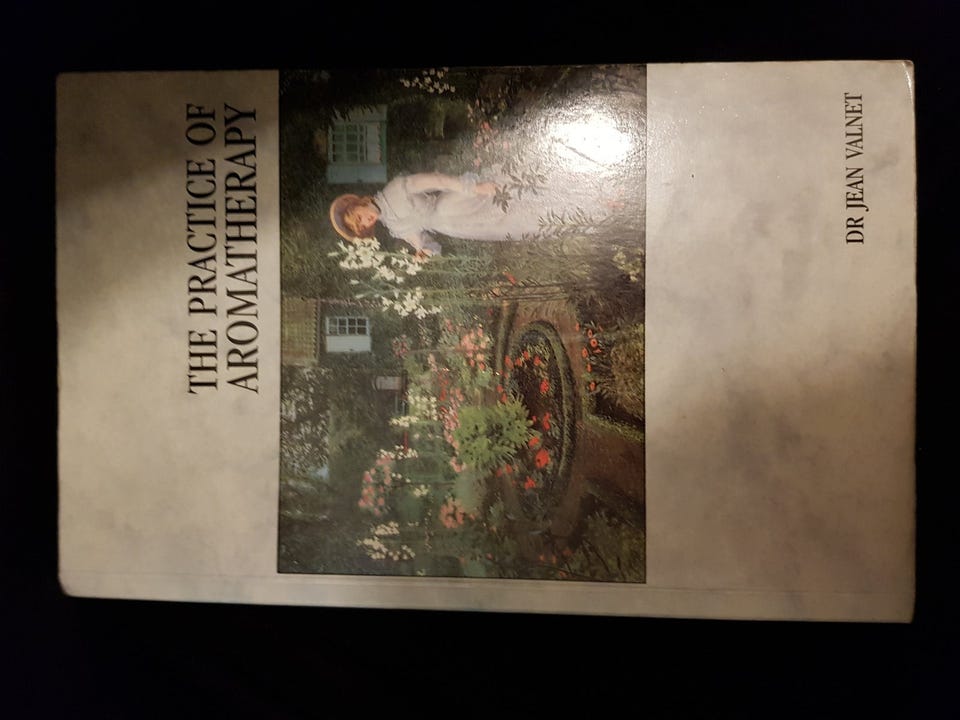 THE PRACTICE OF
AROMATHERAPY
DR JEAN VALNET